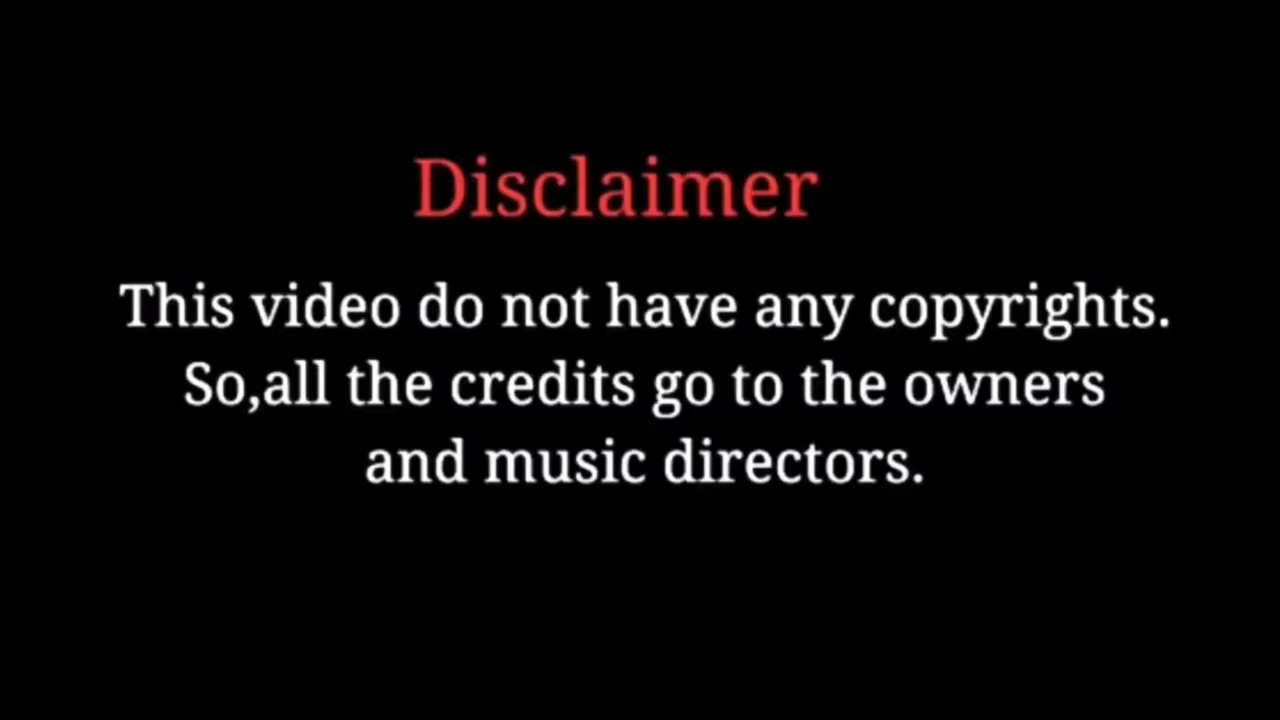 Disclaimer
This video do not have any copyrights.
So,all the credits go to the owners
and music directors.